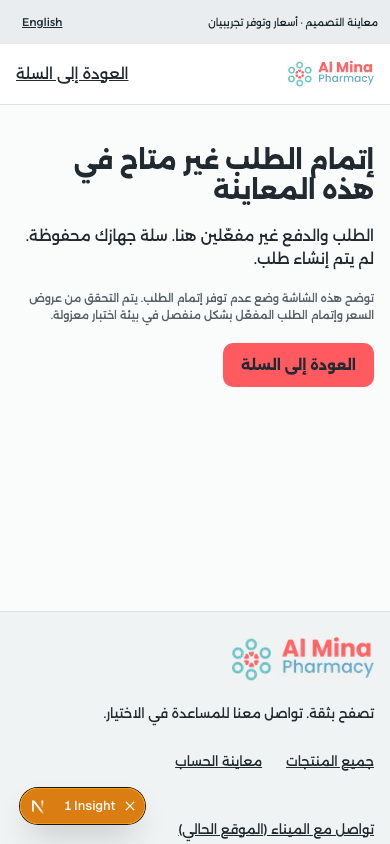 معاينة التصميم · أسعار وتوفر تجريبيان
English
Al Mina
Pharmacy
العودة إلى السلة
إتمام الطلب غير متاح في
هذه المعاينة
الطلب والدفع غير مفعّلين هنا. سلة جهازك محفوظة.
لم يتم إنشاء طلب.
توضح هذه الشاشة وضع عدم توفر إتمام الطلب. يتم التحقق من عروض
السعر وإتمام الطلب المفعّل بشكل منفصل في بيئة اختبار معزولة.
العودة إلى السلة
Al Mina
Pharmacy
تصفح بثقة. تواصل معنا للمساعدة في الاختيار.
جميع المنتجات
معاينة الحساب
1 Insight
تواصل مع الميناء (الموقع الحالي)